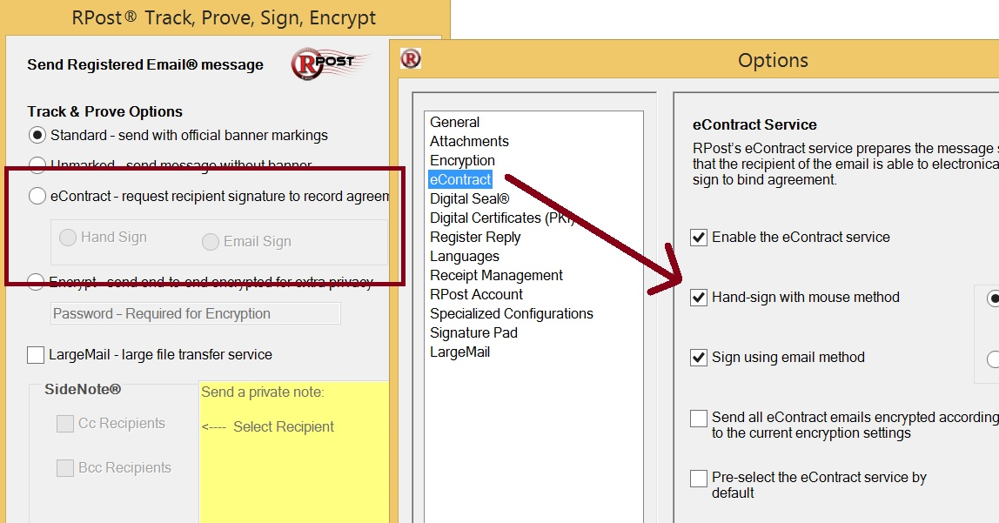 RPost® Track, Prove, Sign, Encrypt
Send Registered Email® message
RPOST
Track & Prove Options
Standard - send with official banner markings
Unmarked - send message without banner
eContract - request recipient signature to record agreem
Hand Sign
Email Sign
Encrypt - send end-to-end encrypted for extra privacy
Password - Required for Encryption
LargeMail - large file transfer service
SideNote®
Cc Recipients
Bcc Recipients
Send a private note:
<---- Select Recipient
R
Options
General
Attachments
Encryption
eContract
Digital Seal®
Digital Certificates (PKI)
Register Reply
Languages
Receipt Management
RPost Account
Specialized Configurations
Signature Pad
LargeMail
eContract Service
RPost's eContract service prepares the message
that the recipient of the email is able to electronica
sign to bind agreement.
Enable the eContract service
Hand-sign with mouse method
Sign using email method
Send all eContract emails encrypted according
to the current encryption settings
Pre-select the eContract service by
default